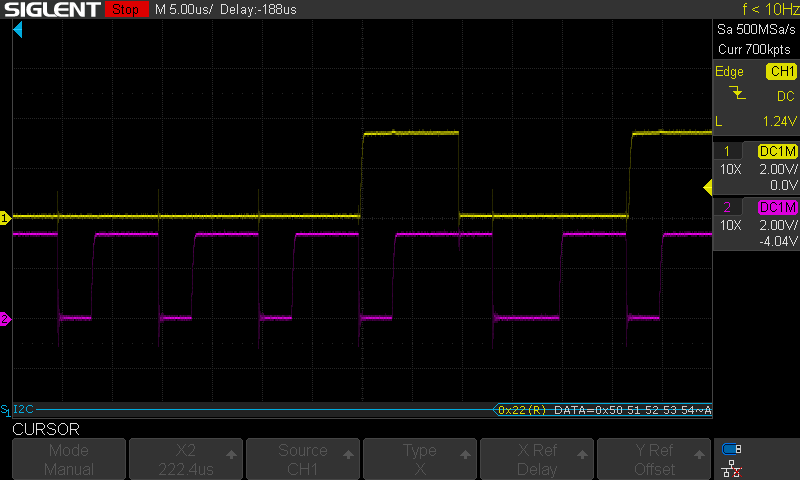 SIGLENT Stop M 5.00us/ Delay:-188us f < 10Hz
Sa 500MSa/s
Curr 700kpts
Edge CH1
DC
L 1.24V
1 DC1M
10X 2.00V/
0.0V
2 DC1M
10X 2.00V/
-4.04V
1
2
S1 I2C 0x22(R) DATA=0x50 51 52 53 54~A
CURSOR
Mode X2 Source Type X Ref Y Ref
Manual 222.4us CH1 X Delay Offset